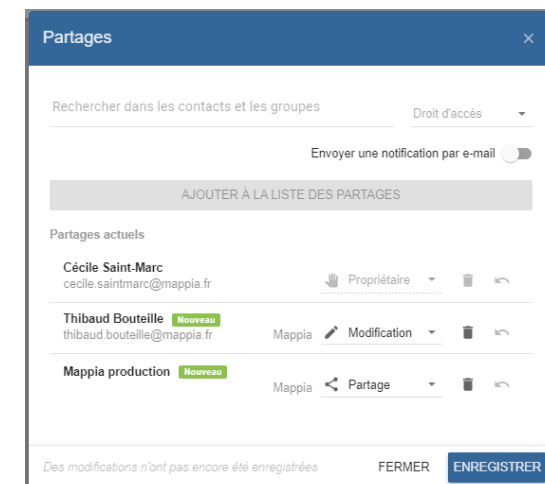 Partages ×
Rechercher dans les contacts et les groupes Droit d'accès
Envoyer une notification par e-mail
AJOUTER À LA LISTE DES PARTAGES
Partages actuels
Cécile Saint-Marc
cecile.saintmarc@mappia.fr Propriétaire
Thibaud Bouteille Nouveau
thibaud.bouteille@mappia.fr Mappia Modification
Mappia production Nouveau
Mappia Partage
Des modifications n'ont pas encore été enregistrées FERMER ENREGISTRER